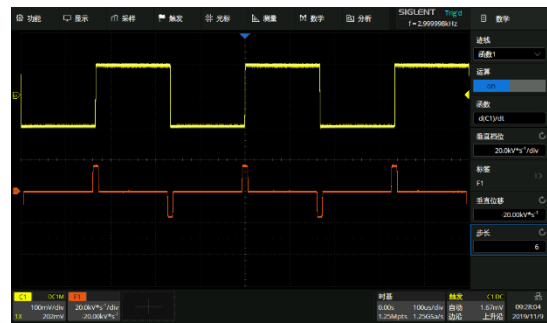 功能 显示 采样 触发 光标 测量 数学 分析
SIGLENT Trig'd
f = 2.999998kHz
数学
迹线
函数1
运算
on
函数
d(C1)/dt
垂直档位
20.0kV*s⁻¹/div
标签
F1
垂直位移
-20.00kV*s⁻¹
步长
6
C1 DC1M
100mV/div
1X 202mV
F1
20.0kV*s⁻¹/div
-20.00kV*s⁻¹
时基
0.00s 100us/div
1.25Mpts 1.25GSa/s
触发 C1 DC
自动 1.67mV
边沿 上升沿
09:28:04
2019/11/9